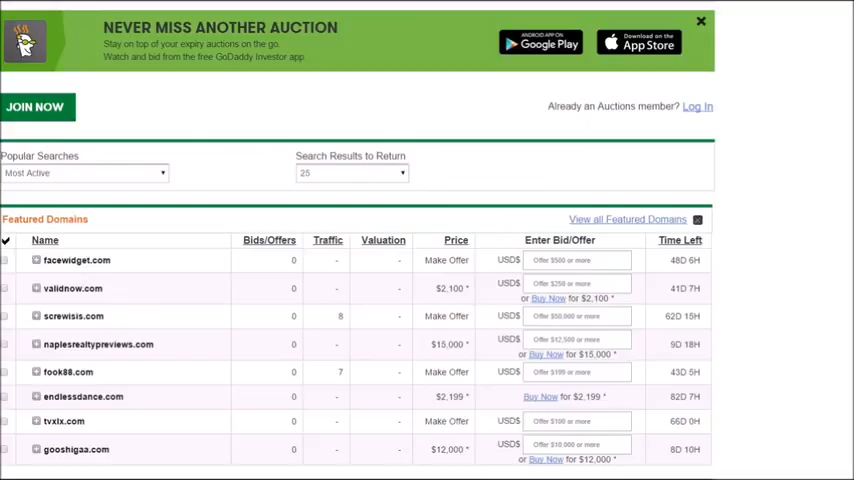 NEVER MISS ANOTHER AUCTION
Stay on top of your expiry auctions on the go.
Watch and bid from the free GoDaddy Investor app.
ANDROID APP ON
Google Play
Download on the
App Store
JOIN NOW
Already an Auctions member? Log In
Popular Searches
Search Results to Return
Most Active
25
Featured Domains
View all Featured Domains
Name Bids/Offers Traffic Valuation Price Enter Bid/Offer Time Left
facewidget.com 0 - - Make Offer USD$ Offer $500 or more 48D 6H
validnow.com 0 - - $2,100 * USD$ Offer $250 or more 41D 7H
or Buy Now for $2,100 *
screwisis.com 0 8 - Make Offer USD$ Offer $50,000 or more 62D 15H
naplesrealtypreviews.com 0 - - $15,000 * USD$ Offer $12,500 or more 9D 18H
or Buy Now for $15,000 *
fook88.com 0 7 - Make Offer USD$ Offer $199 or more 43D 5H
endlessdance.com 0 - - $2,199 * Buy Now for $2,199 * 82D 7H
tvxlx.com 0 - - Make Offer USD$ Offer $100 or more 66D 0H
gooshigaa.com 0 - - $12,000 * USD$ Offer $10,000 or more 8D 10H
or Buy Now for $12,000 *